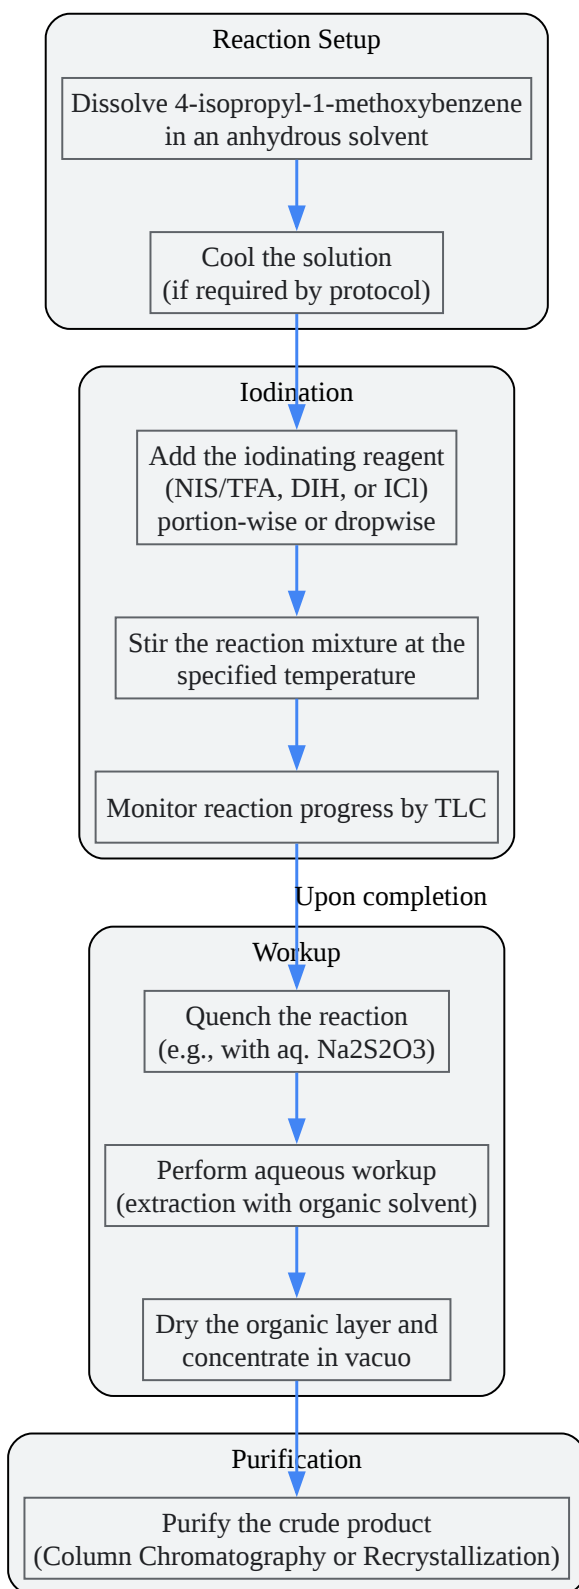 Reaction Setup
Dissolve 4-isopropyl-1-methoxybenzene
in an anhydrous solvent
Cool the solution
(if required by protocol)
Iodination
Add the iodinating reagent
(NIS/TFA, DIH, or ICl)
portion-wise or dropwise
Stir the reaction mixture at the
specified temperature
Monitor reaction progress by TLC
Upon completion
Workup
Quench the reaction
(e.g., with aq. Na2S2O3)
Perform aqueous workup
(extraction with organic solvent)
Dry the organic layer and
concentrate in vacuo
Purification
Purify the crude product
(Column Chromatography or Recrystallization)